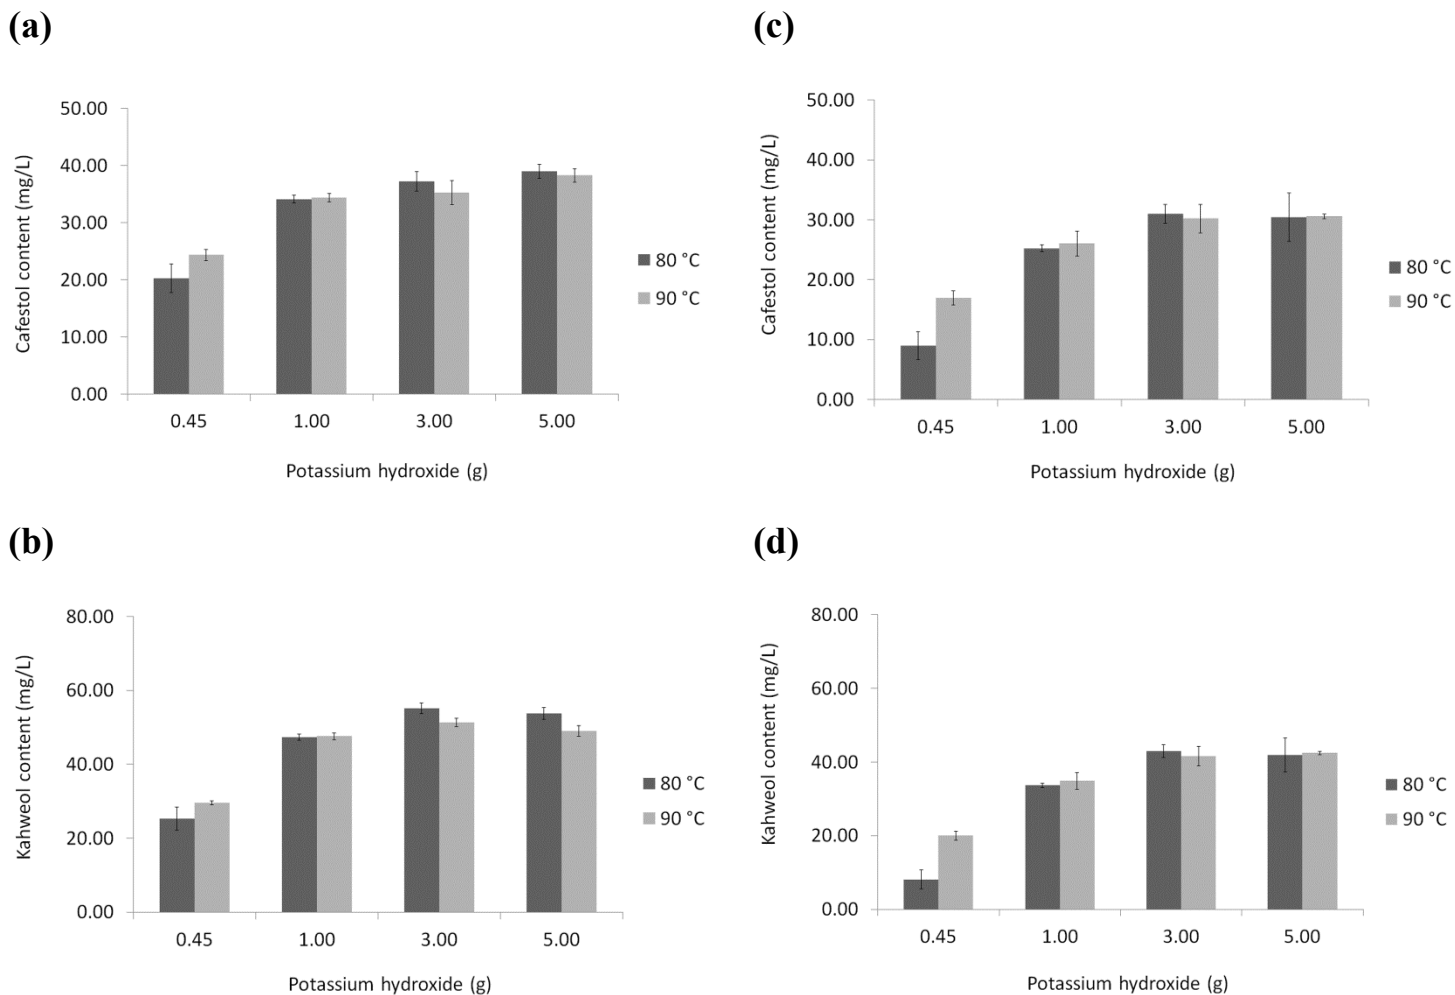 (a)
50.00
40.00
30.00
20.00
10.00
0.00
Cafestol content (mg/L)
0.45 1.00 3.00 5.00
Potassium hydroxide (g)
80 °C
90 °C
(c)
50.00
40.00
30.00
20.00
10.00
0.00
Cafestol content (mg/L)
0.45 1.00 3.00 5.00
Potassium hydroxide (g)
80 °C
90 °C
(b)
80.00
60.00
40.00
20.00
0.00
Kahweol content (mg/L)
0.45 1.00 3.00 5.00
Potassium hydroxide (g)
80 °C
90 °C
(d)
80.00
60.00
40.00
20.00
0.00
Kahweol content (mg/L)
0.45 1.00 3.00 5.00
Potassium hydroxide (g)
80 °C
90 °C